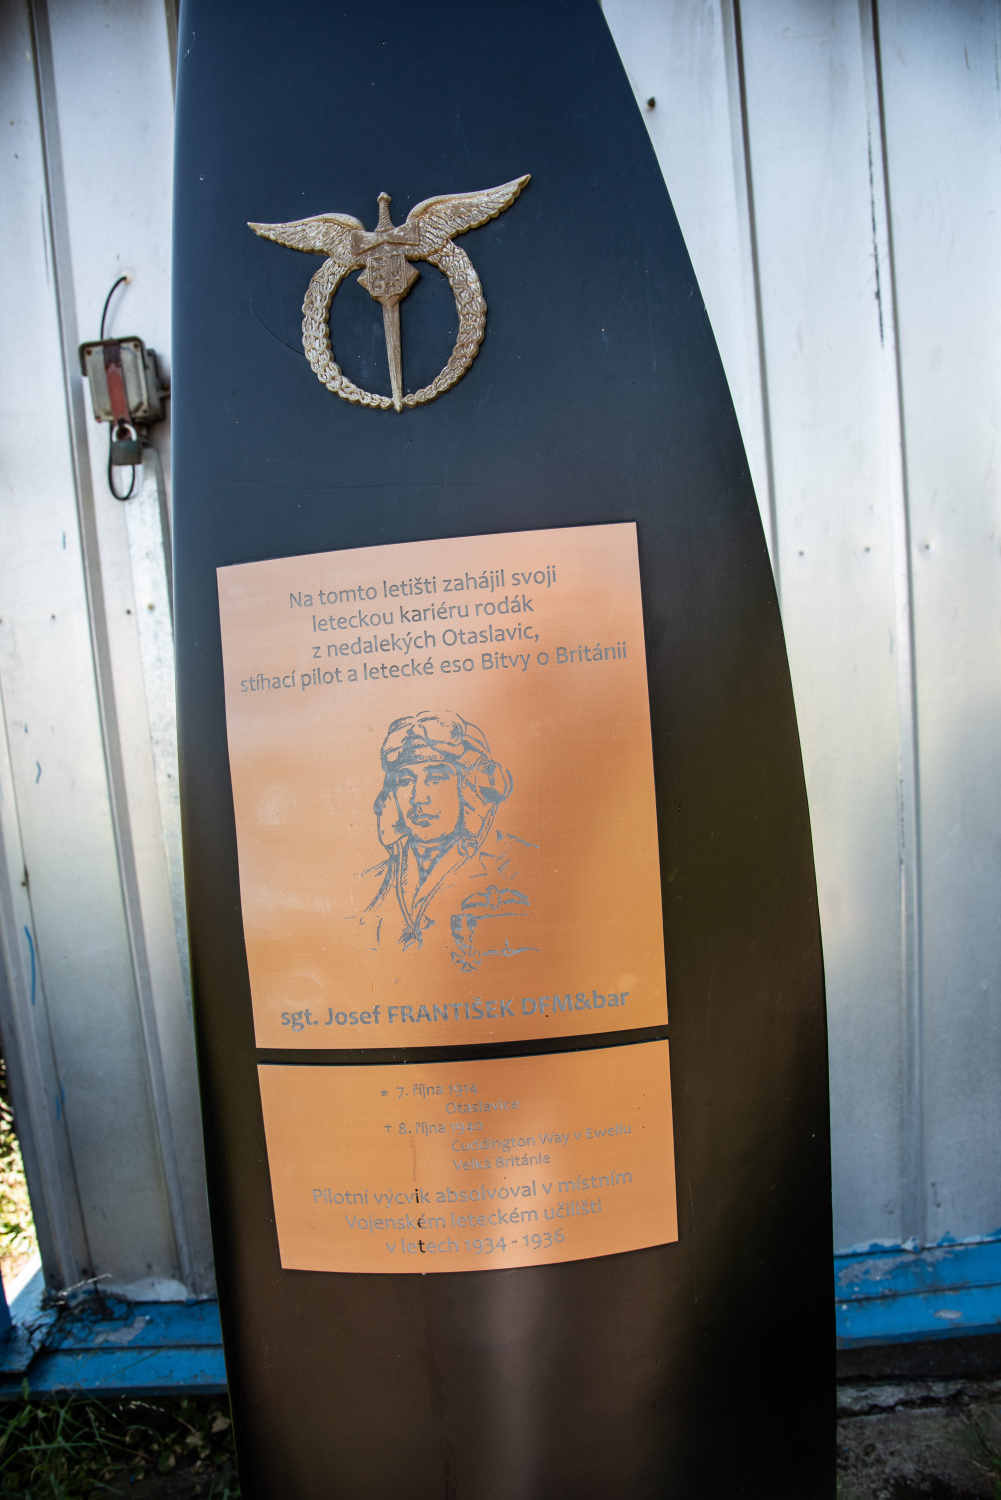 Na tomto letišti zahájil svoji
leteckou kariéru rodák
z nedalekých Otaslavic,
stíhací pilot a letecké eso Bitvy o Británii
sgt. Josef FRANTIŠEK DFM&bar
* 7. října 1914
Otaslavice
† 8. října 1940
Cuddington Way v Ewellu
Velká Británie
Pilotní výcvik absolvoval v místním
Vojenském leteckém učilišti
v letech 1934 - 1936